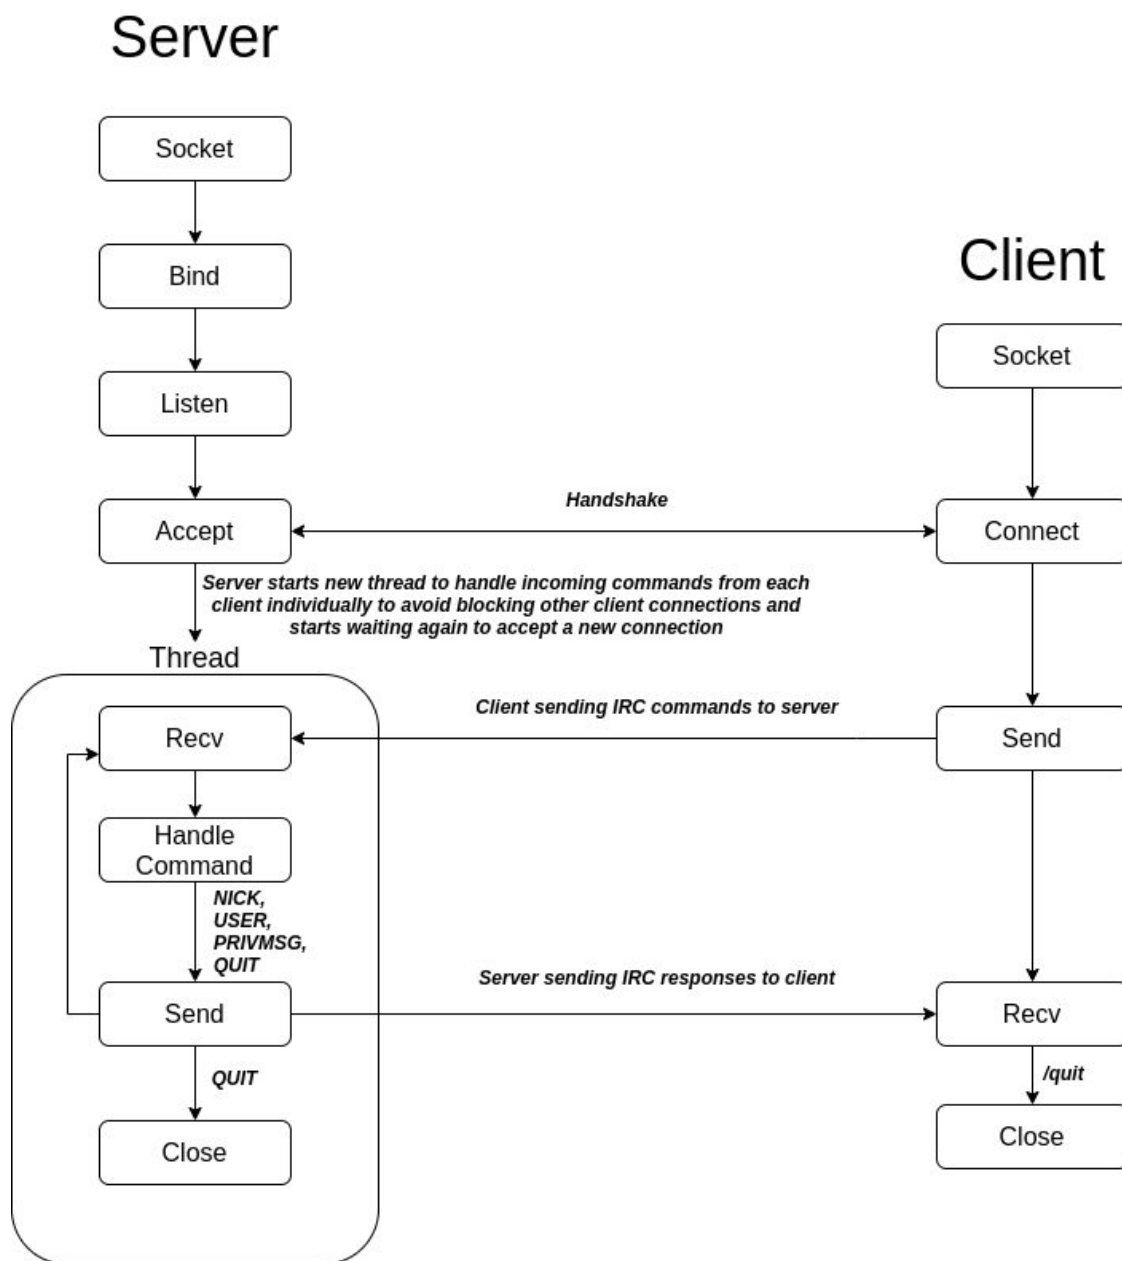 Server
Socket
Bind
Client
Socket
Listen
Handshake
Accept
Connect
Server starts new thread to handle incoming commands from each
client individually to avoid blocking other client connections and
starts waiting again to accept a new connection
Thread
Client sending IRC commands to server
Recv
Send
Handle
Command
NICK,
USER,
PRIVMSG,
QUIT
Server sending IRC responses to client
Send
Recv
QUIT
/quit
Close
Close